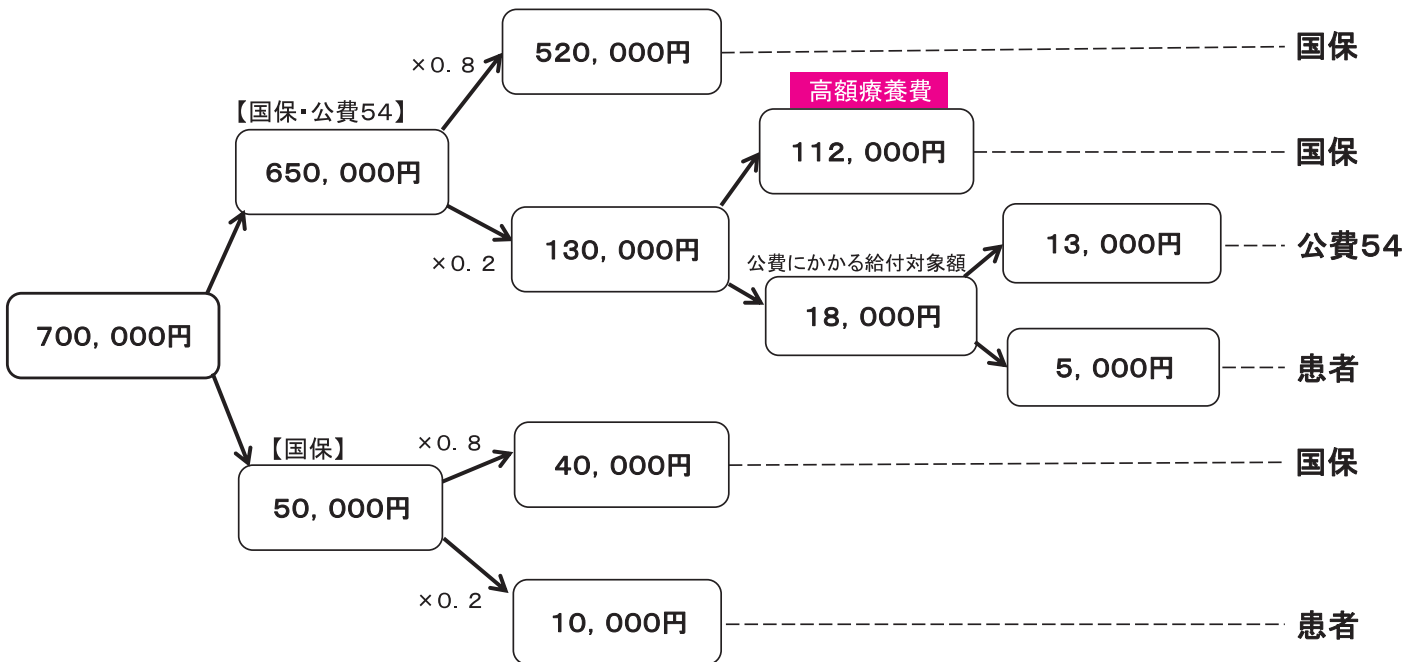 520,000円
国保
×0.8
高額療養費
【国保・公費54】
112,000円
国保
650,000円
130,000円
13,000円
公費54
×0.2
公費にかかる給付対象額
18,000円
700,000円
5,000円
患者
【国保】
×0.8
40,000円
国保
50,000円
×0.2
10,000円
患者